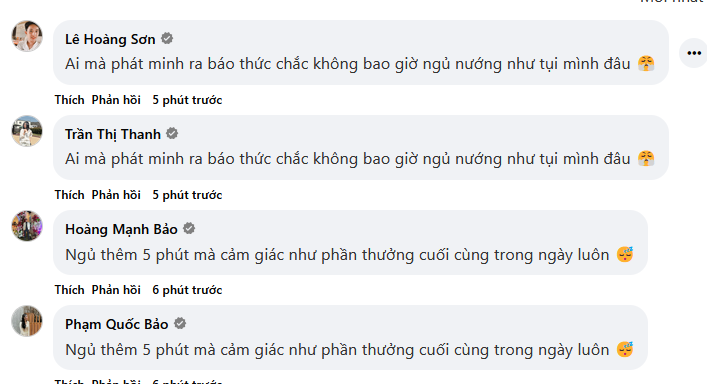 Mới nhất
Lê Hoàng Sơn
Ai mà phát minh ra báo thức chắc không bao giờ ngủ nướng như tụi mình đâu 😤
Thích Phản hồi 5 phút trước
Trần Thị Thanh
Ai mà phát minh ra báo thức chắc không bao giờ ngủ nướng như tụi mình đâu 😤
Thích Phản hồi 5 phút trước
Hoàng Mạnh Bảo
Ngủ thêm 5 phút mà cảm giác như phần thưởng cuối cùng trong ngày luôn 😴
Thích Phản hồi 6 phút trước
Phạm Quốc Bảo
Ngủ thêm 5 phút mà cảm giác như phần thưởng cuối cùng trong ngày luôn 😴
Thích Phản hồi 6 phút trước